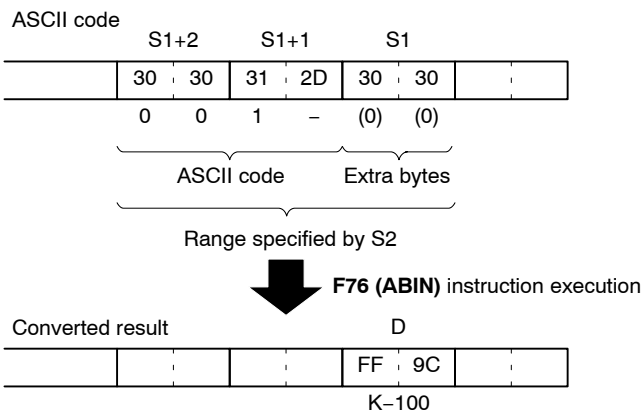 ASCII code
S1+2 S1+1 S1
30 30 31 2D 30 30
0 0 1 – (0) (0)
ASCII code Extra bytes
Range specified by S2
F76 (ABIN) instruction execution
Converted result D
FF 9C
K–100